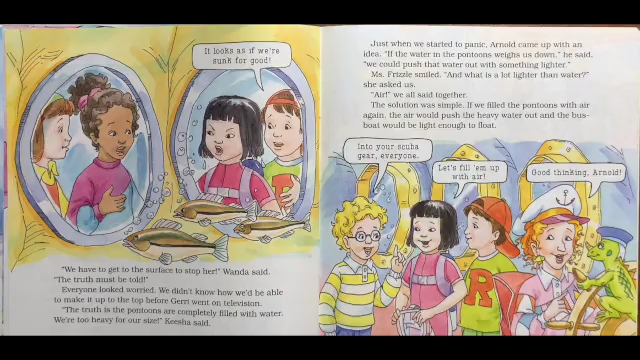 It looks as if we're
sunk for good!
"We have to get to the surface to stop her!" Wanda said.
"The truth must be told!"
Everyone looked worried. We didn't know how we'd be able
to make it up to the top before Gerri went on television.
"The truth is the pontoons are completely filled with water.
We're too heavy for our size!" Keesha said.
Just when we started to panic, Arnold came up with an
idea. "If the water in the pontoons weighs us down," he said,
"we could push that water out with something lighter."
Ms. Frizzle smiled. "And what is a lot lighter than water?"
she asked us.
"Air!" we all said together.
The solution was simple. If we filled the pontoons with air
again, the air would push the heavy water out and the bus-
boat would be light enough to float.
Into your scuba
gear, everyone.
Let's fill 'em up
with air!
Good thinking, Arnold!
R
R